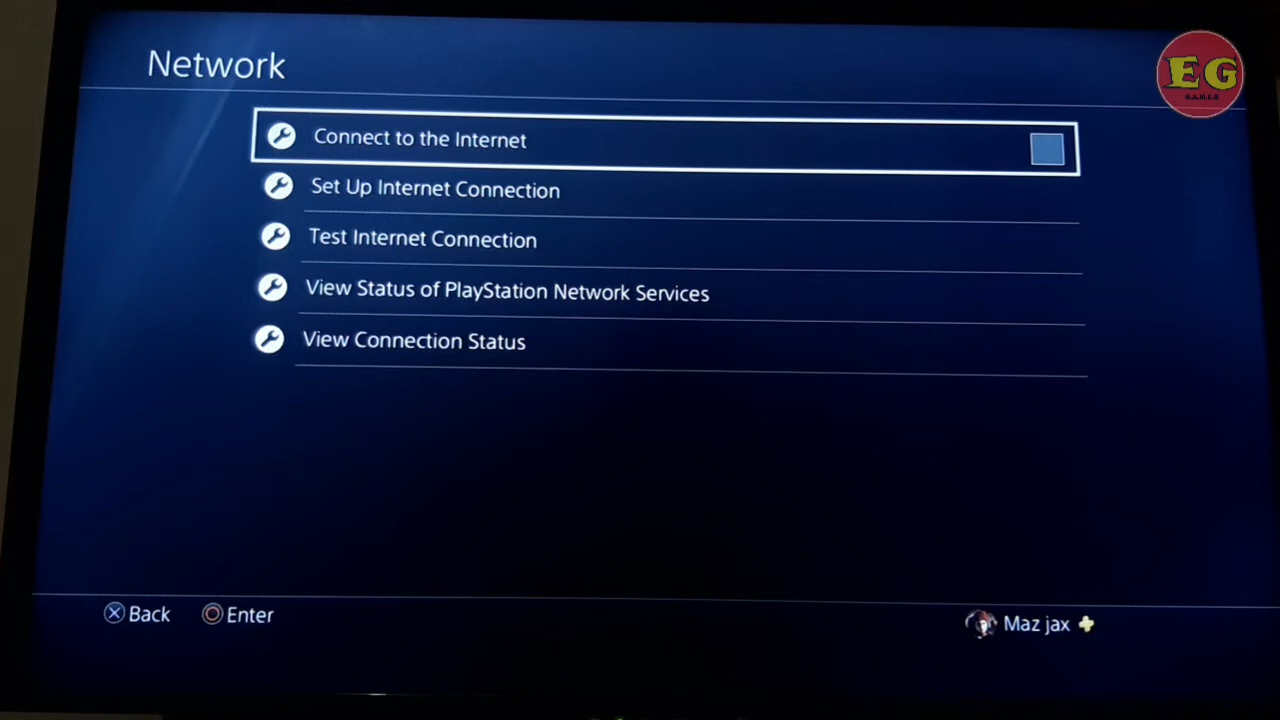 Network
EG
G.A.M.E.R
Connect to the Internet
Set Up Internet Connection
Test Internet Connection
View Status of PlayStation Network Services
View Connection Status
Back
Enter
Maz jax